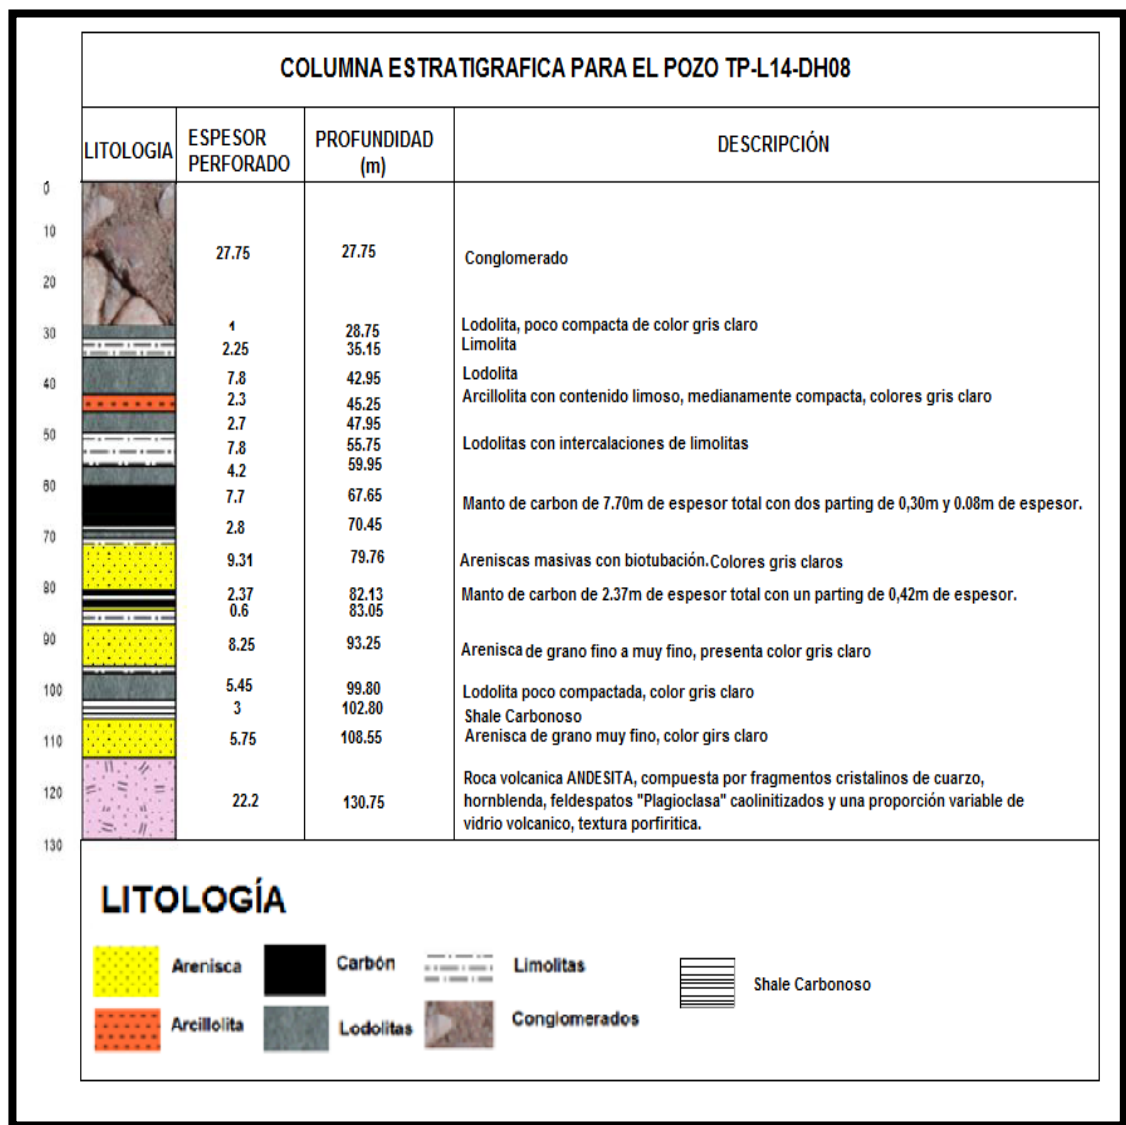 COLUMNA ESTRATIGRAFICA PARA EL POZO TP-L14-DH08
LITOLOGIA
ESPESOR
PERFORADO
PROFUNDIDAD
(m)
DESCRIPCIÓN
0
10
20
30
40
50
60
70
80
90
100
110
120
130
27.75 27.75 Conglomerado
1 28.75 Lodolita, poco compacta de color gris claro
2.25 35.15 Limolita
7.8 42.95 Lodolita
2.3 45.25 Arcillolita con contenido limoso, medianamente compacta, colores gris claro
2.7 47.95
7.8 55.75 Lodolitas con intercalaciones de limolitas
4.2 59.95
7.7 67.65 Manto de carbon de 7.70m de espesor total con dos parting de 0,30m y 0.08m de espesor.
2.8 70.45
9.31 79.76 Areniscas masivas con biotubación.Colores gris claros
2.37 82.13 Manto de carbon de 2.37m de espesor total con un parting de 0,42m de espesor.
0.6 83.05
8.25 93.25 Arenisca de grano fino a muy fino, presenta color gris claro
5.45 99.80 Lodolita poco compactada, color gris claro
3 102.80 Shale Carbonoso
5.75 108.55 Arenisca de grano muy fino, color girs claro
22.2 130.75 Roca volcanica ANDESITA, compuesta por fragmentos cristalinos de cuarzo,
hornblenda, feldespatos "Plagioclasa" caolinitizados y una proporción variable de
vidrio volcanico, textura porfiritica.
LITOLOGÍA
Arenisca Carbón Limolitas Shale Carbonoso
Arcillolita Lodolitas Conglomerados